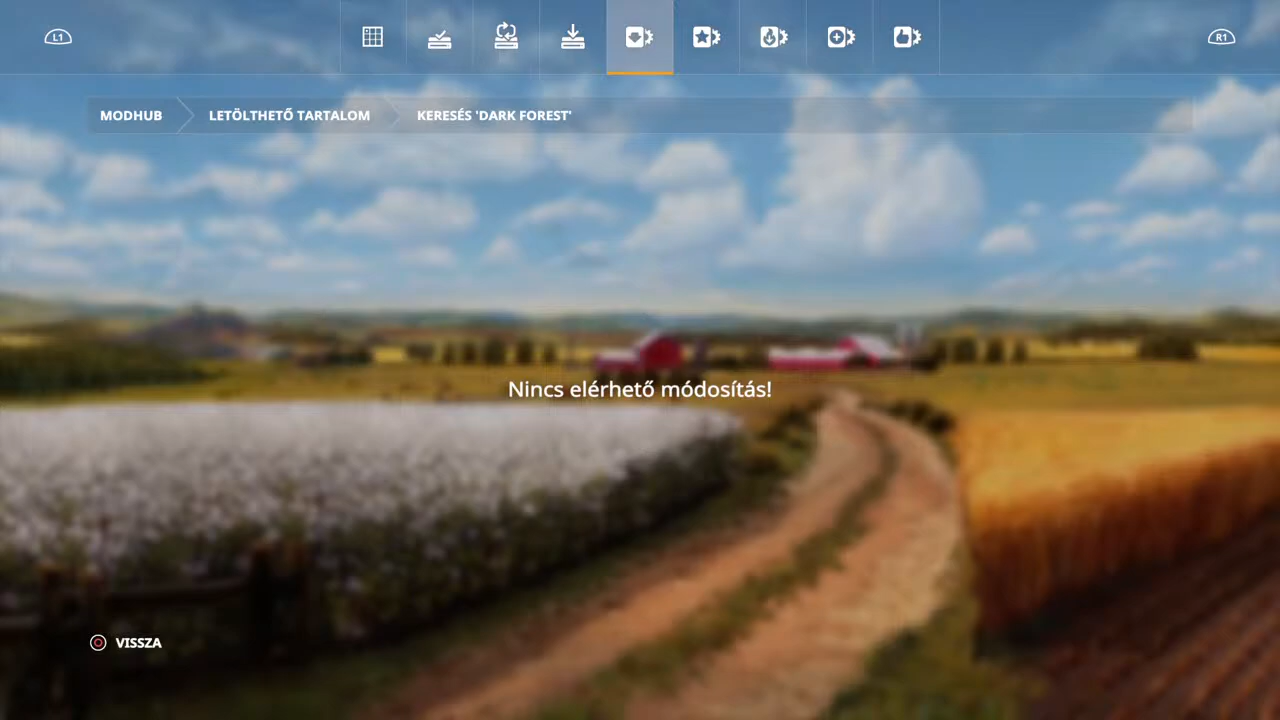 L1
R1
MODHUB
LETÖLTHETŐ TARTALOM
KERESÉS 'DARK FOREST'
Nincs elérhető módosítás!
VISSZA